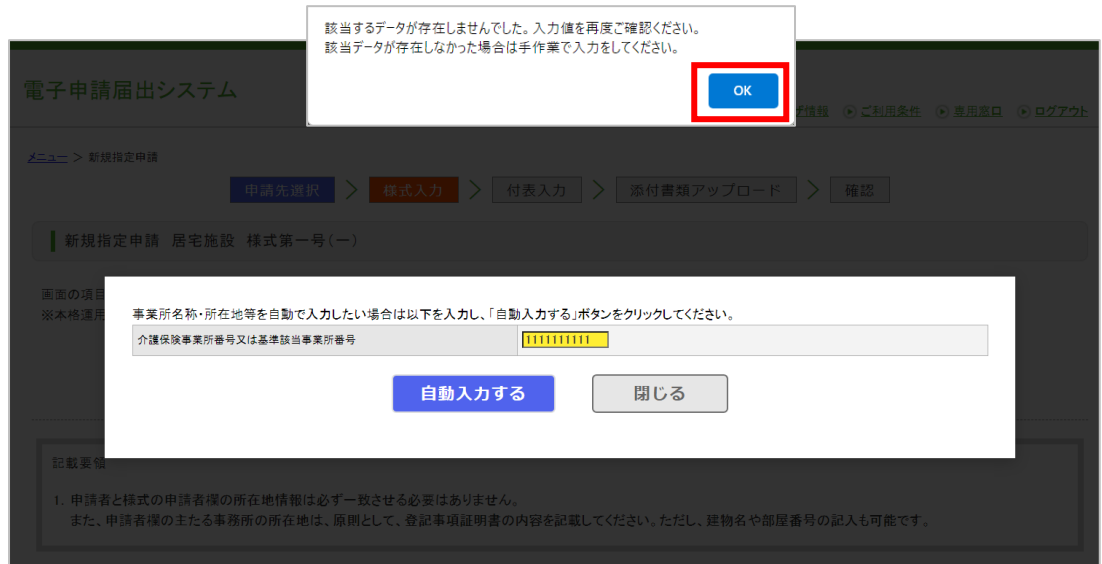 該当するデータが存在しませんでした。入力値を再度ご確認ください。
該当データが存在しなかった場合は手作業で入力をしてください。
OK
電子申請届出システム
情報 ご利用条件 専用窓口 ログアウト
メニュー > 新規指定申請
申請先選択 > 様式入力 > 付表入力 > 添付書類アップロード > 確認
新規指定申請 居宅施設 様式第一号(一)
画面の項目
※本格運用
事業所名称・所在地等を自動で入力したい場合は以下を入力し、「自動入力する」ボタンをクリックしてください。
介護保険事業所番号又は基準該当事業所番号 1111111111
自動入力する 閉じる
記載要領
1. 申請者と様式の申請者欄の所在地情報は必ず一致させる必要はありません。
また、申請者欄の主たる事務所の所在地は、原則として、登記事項証明書の内容を記載してください。ただし、建物名や部屋番号の記入も可能です。